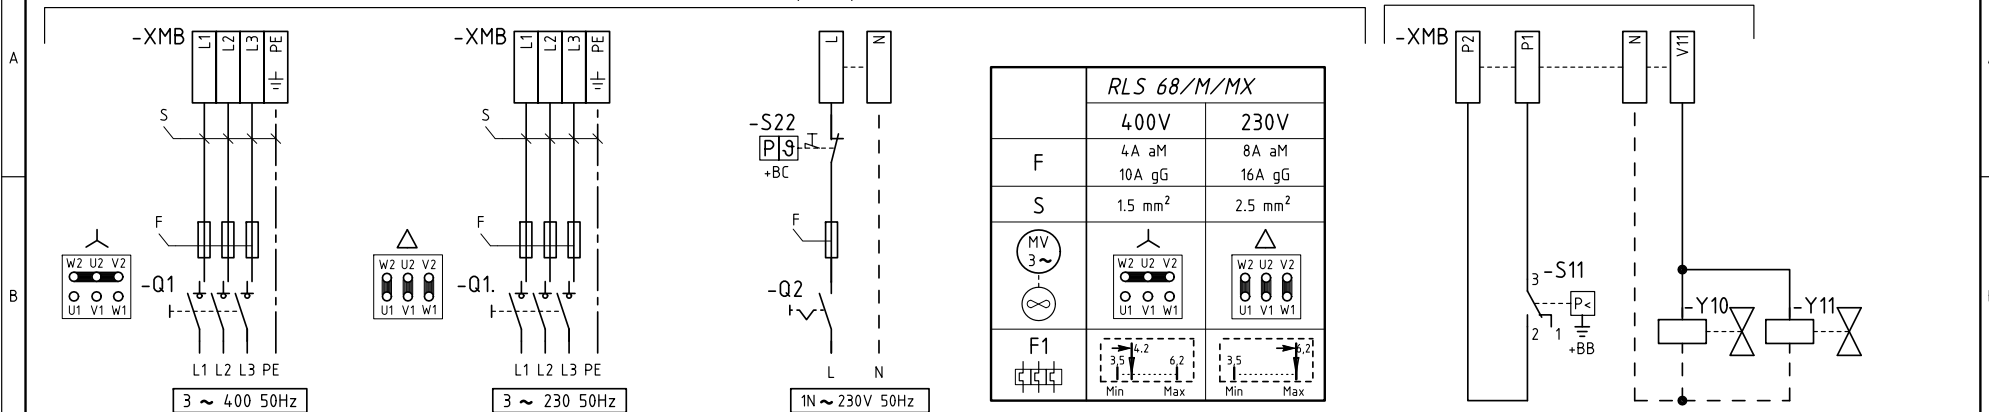 A
B
-XMB
L1 L2 L3 PE
S
F
W2 U2 V2
U1 V1 W1
-Q1
L1 L2 L3 PE
3 ~ 400 50Hz
-XMB
L1 L2 L3 PE
S
F
W2 U2 V2
U1 V1 W1
-Q1.
L1 L2 L3 PE
3 ~ 230 50Hz
L N
-S22
P ϑ
+BC
F
-Q2
L N
1N ~ 230V 50Hz
RLS 68/M/MX
400V 230V
F
4A aM 8A aM
10A gG 16A gG
S 1.5 mm² 2.5 mm²
MV
3~
W2 U2 V2
U1 V1 W1
W2 U2 V2
U1 V1 W1
F1
4.2
3,5 6,2
Min Max
6,2
3,5
Min Max
-XMB
P2 P1 N V11
3
-S11
P<
2 1
+BB
-Y10
-Y11